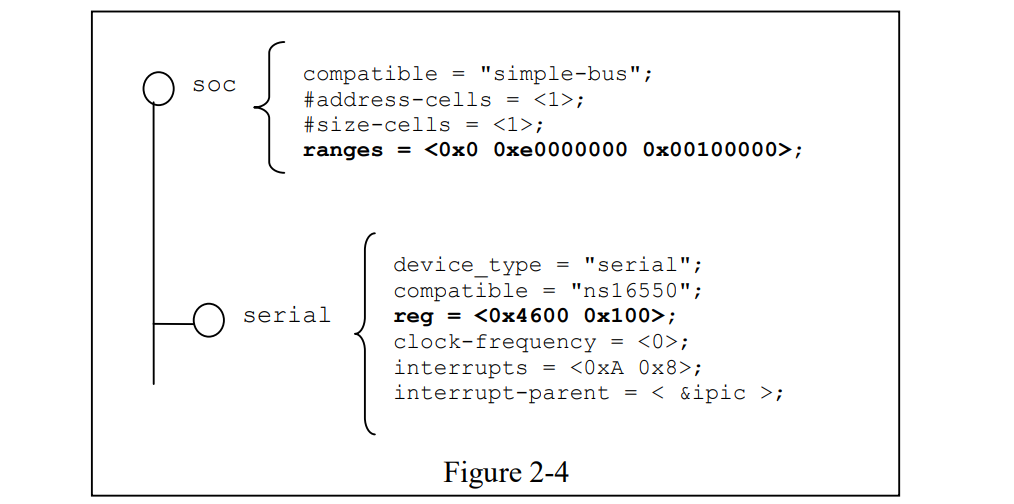 soc
compatible = "simple-bus";
#address-cells = <1>;
#size-cells = <1>;
ranges = <0x0 0xe0000000 0x00100000>;
serial
device_type = "serial";
compatible = "ns16550";
reg = <0x4600 0x100>;
clock-frequency = <0>;
interrupts = <0xA 0x8>;
interrupt-parent = < &ipic >;
Figure 2-4